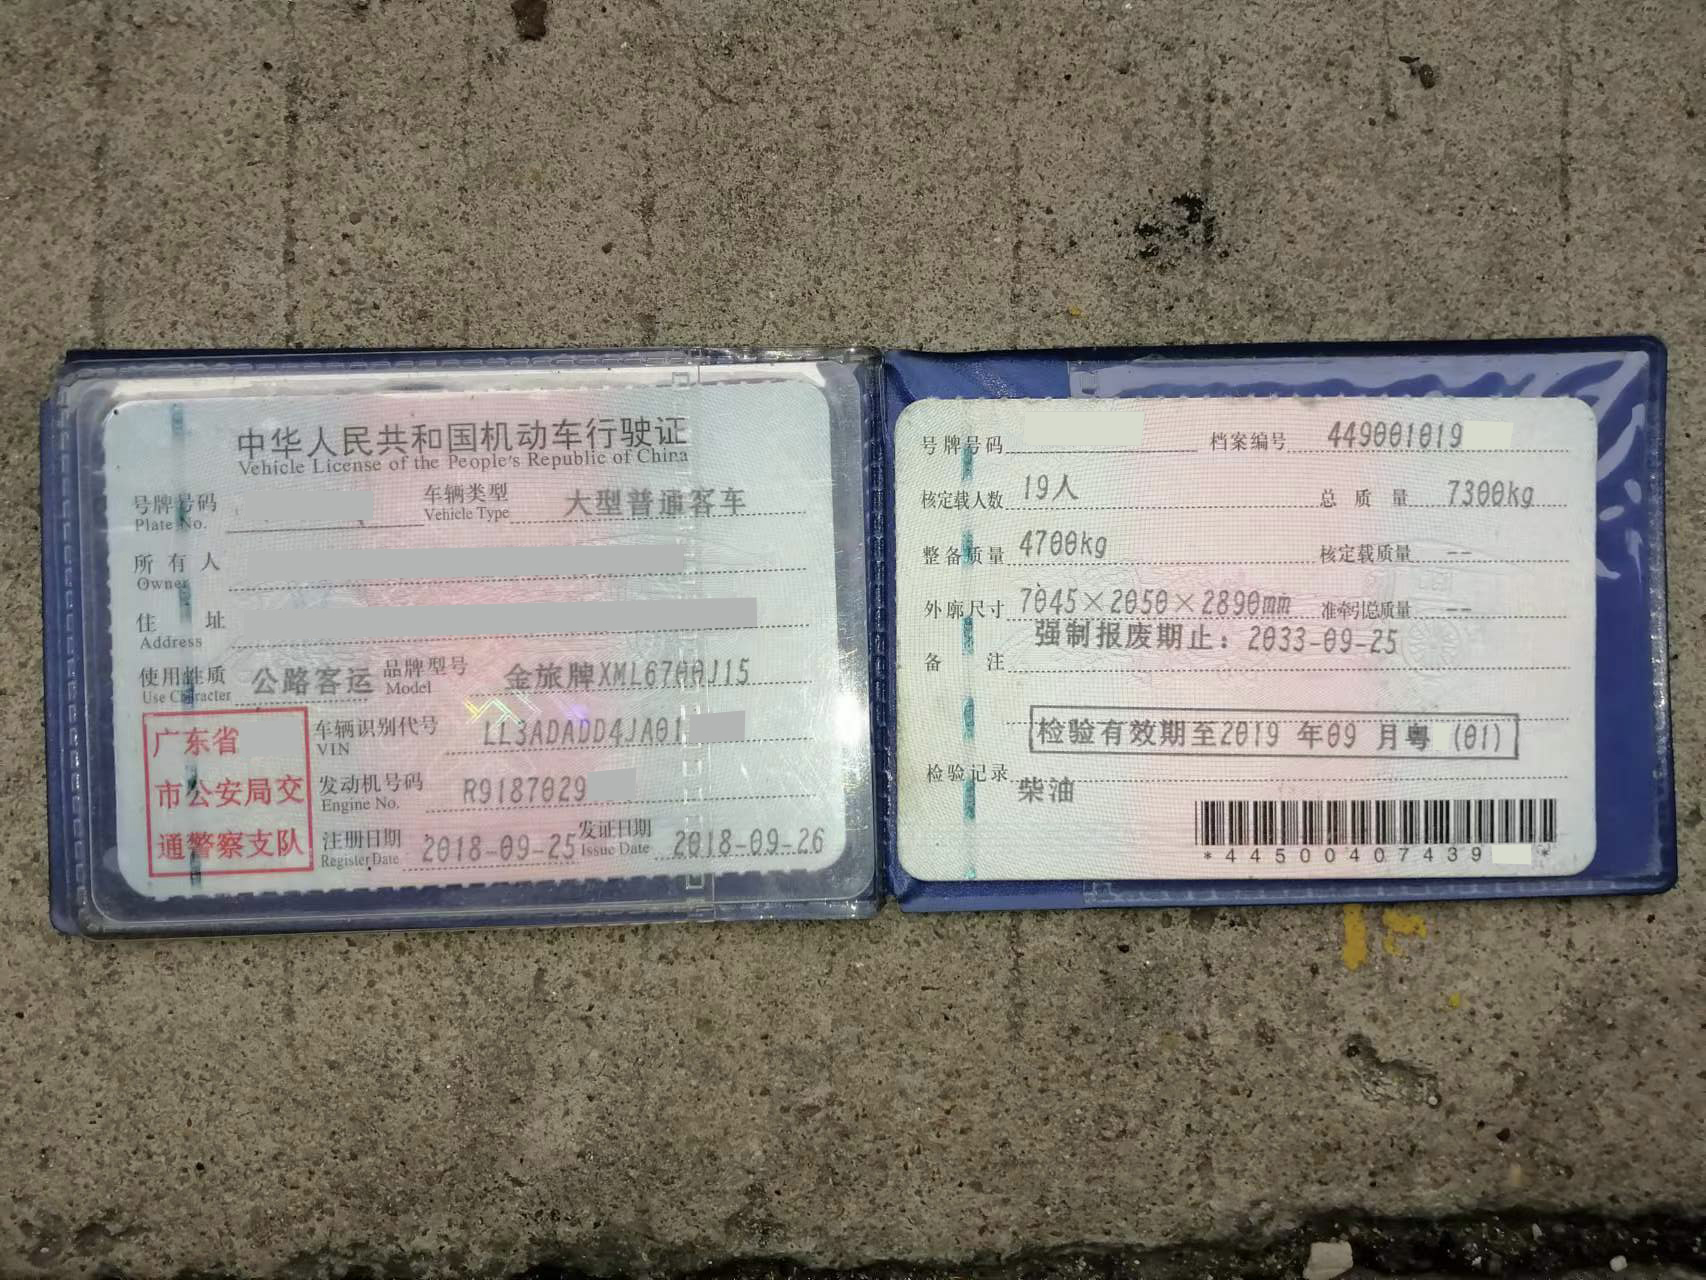 中华人民共和国机动车行驶证
Vehicle License of the People's Republic of China
号牌号码 车辆类型 大型普通客车
Plate No. Vehicle Type
所有人
Owner
住址
Address
使用性质 公路客运 品牌型号 金旅牌XML6700J15
Use Character Model
广东省
市公安局交
通警察支队
车辆识别代号 LL3ADADD4JA01
VIN
发动机号码 R9187029
Engine No.
注册日期 2018-09-25 发证日期 2018-09-26
Register Date Issue Date
号牌号码 档案编号 449001019
核定载人数 19人 总质量 7300kg
整备质量 4700kg 核定载质量 --
外廓尺寸 7045×2050×2890mm 准牵引总质量 --
强制报废期止：2033-09-25
备注
检验有效期至2019 年09 月粤 (01)
检验记录
柴油
*44500407439 *